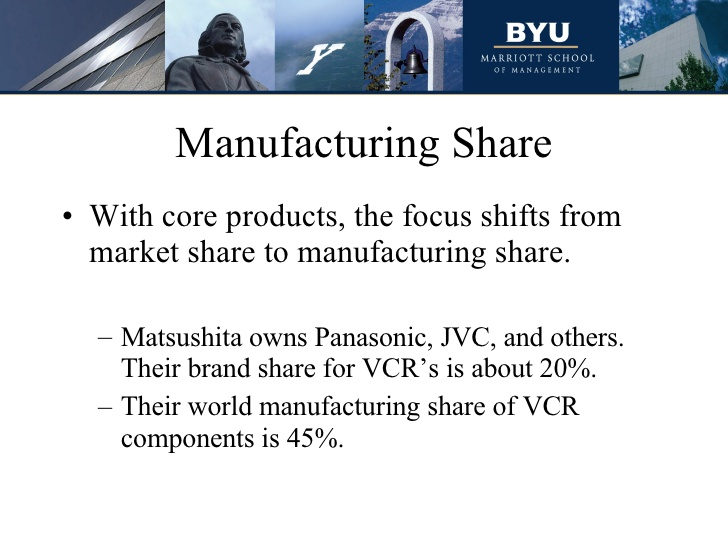 Y
BYU
MARRIOTT SCHOOL
OF MANAGEMENT
Manufacturing Share
• With core products, the focus shifts from
market share to manufacturing share.
– Matsushita owns Panasonic, JVC, and others.
Their brand share for VCR’s is about 20%.
– Their world manufacturing share of VCR
components is 45%.